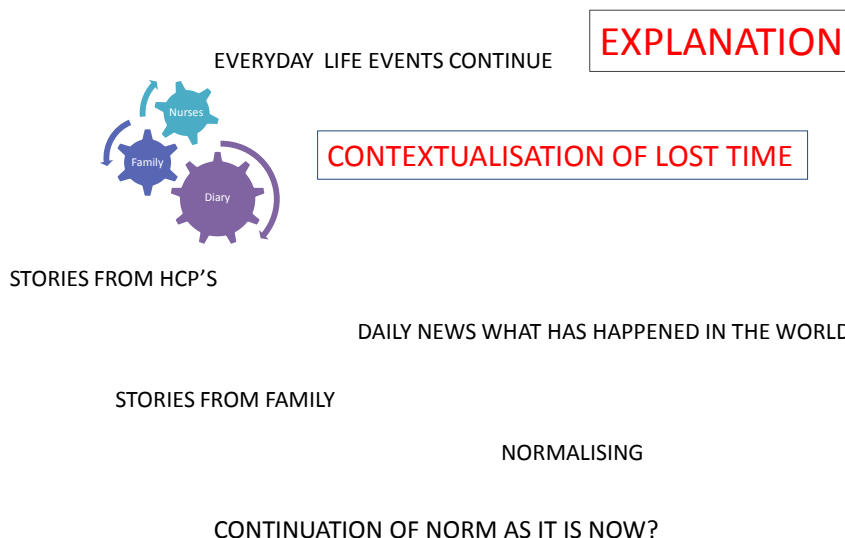 EXPLANATION
EVERYDAY LIFE EVENTS CONTINUE
Nurses
Family
Diary
CONTEXTUALISATION OF LOST TIME
STORIES FROM HCP'S
DAILY NEWS WHAT HAS HAPPENED IN THE WORLD
STORIES FROM FAMILY
NORMALISING
CONTINUATION OF NORM AS IT IS NOW?